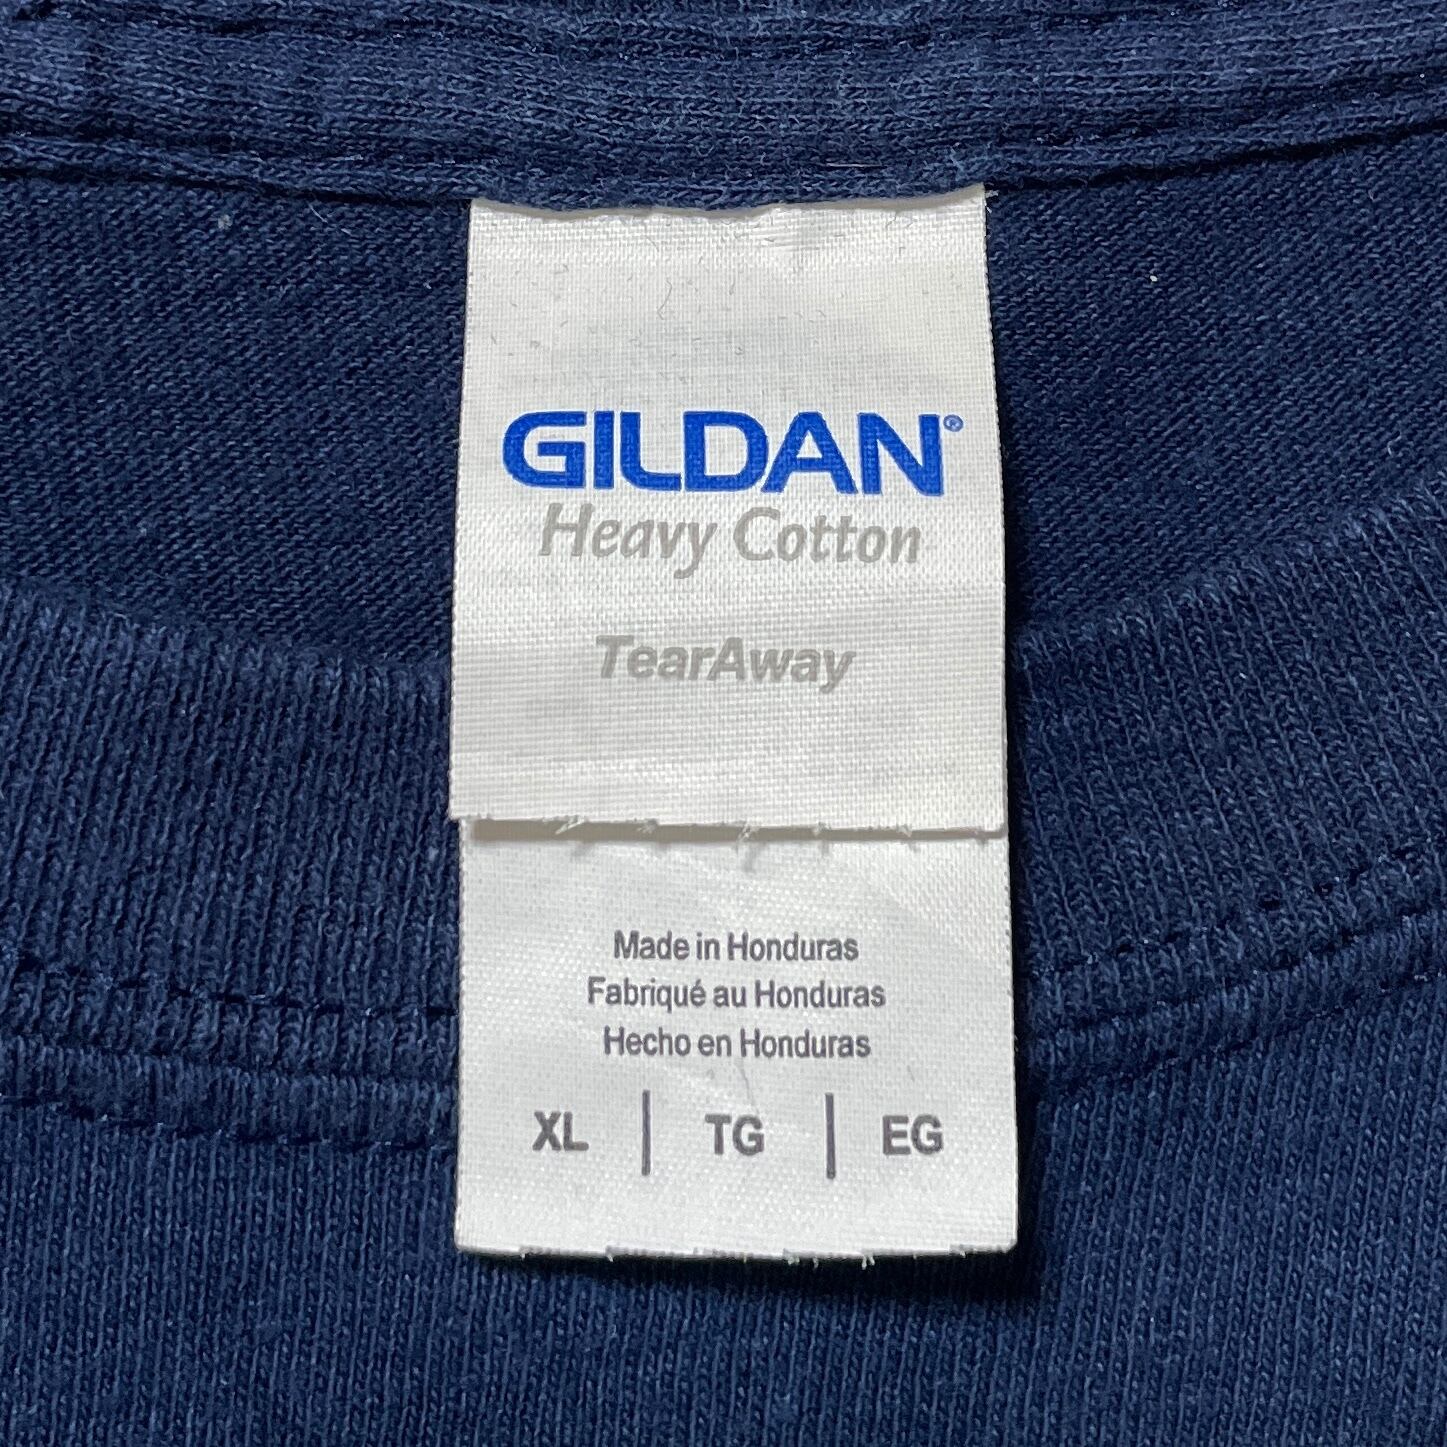 GILDAN®
Heavy Cotton
TearAway
Made in Honduras
Fabriqué au Honduras
Hecho en Honduras
XL | TG | EG